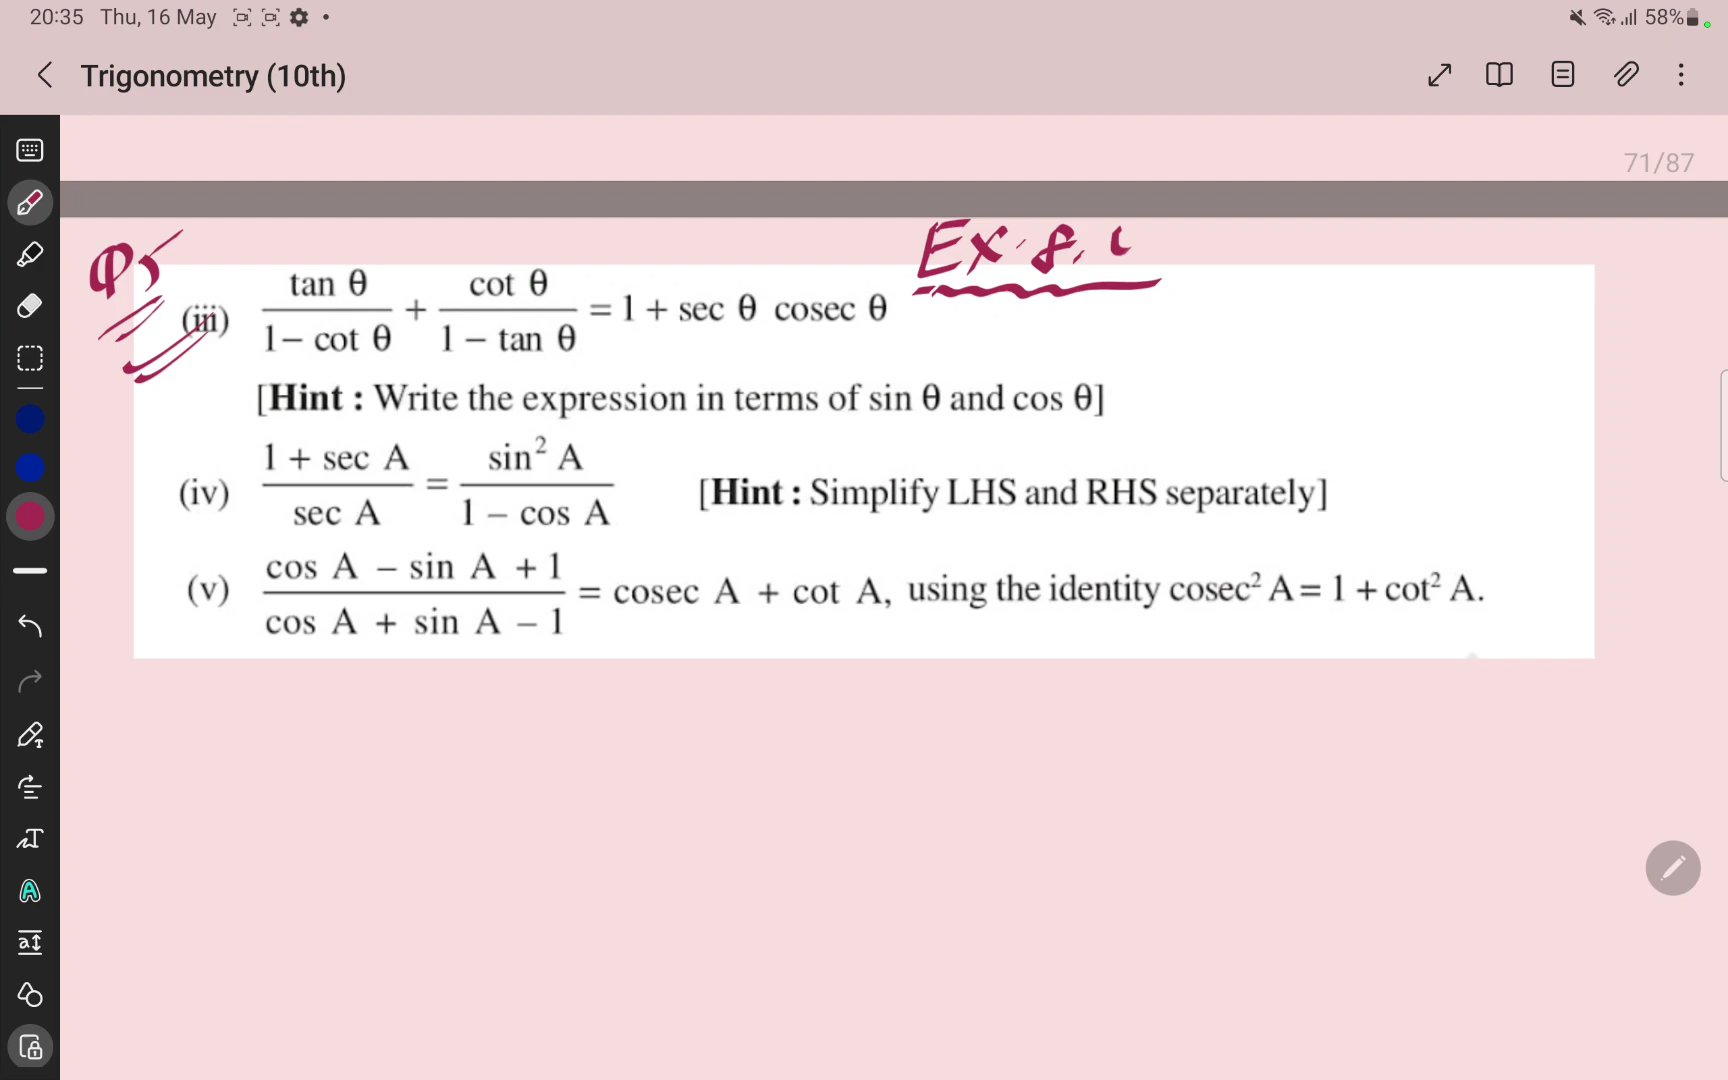 20:35 Thu, 16 May 58%
Trigonometry (10th)
71/87
Ex. 8.
(iii) tan θ / 1 − cot θ + cot θ / 1 − tan θ = 1 + sec θ cosec θ
[Hint : Write the expression in terms of sin θ and cos θ]
(iv) 1 + sec A / sec A = sin² A / 1 − cos A [Hint : Simplify LHS and RHS separately]
(v) cos A − sin A + 1 / cos A + sin A − 1 = cosec A + cot A, using the identity cosec² A = 1 + cot² A.